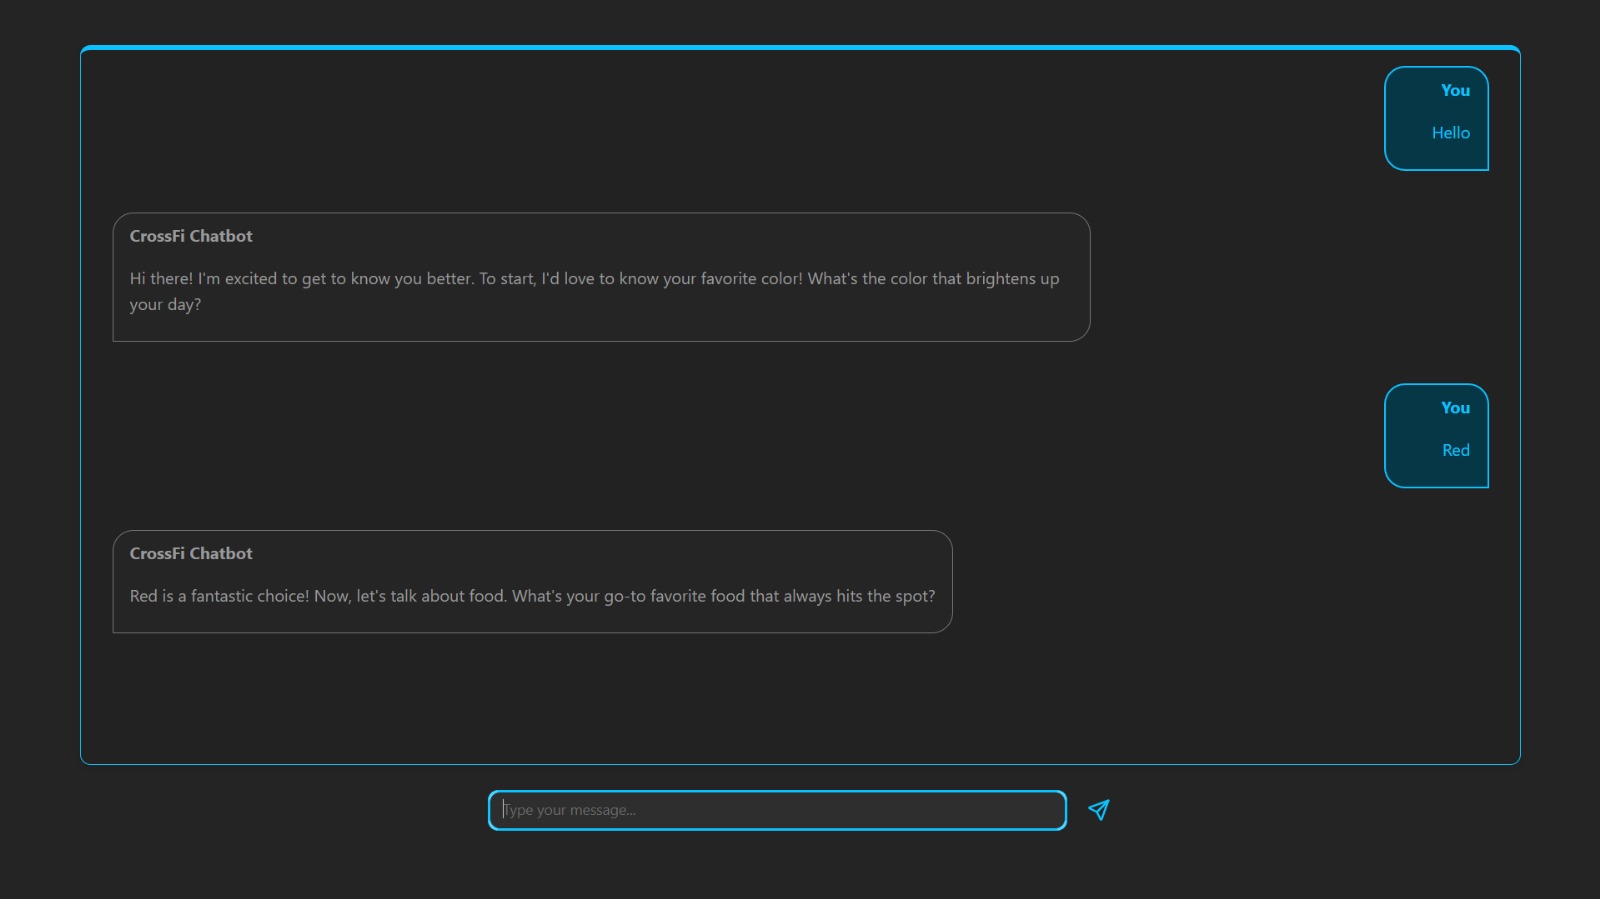 You
Hello
CrossFi Chatbot
Hi there! I'm excited to get to know you better. To start, I'd love to know your favorite color! What's the color that brightens up
your day?
You
Red
CrossFi Chatbot
Red is a fantastic choice! Now, let's talk about food. What's your go-to favorite food that always hits the spot?
Type your message...